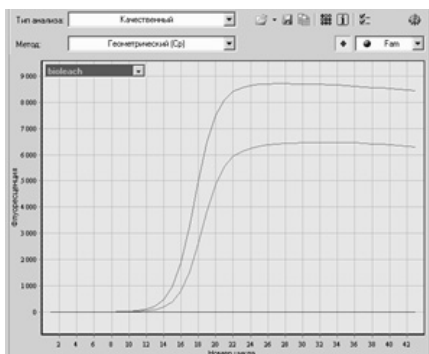 Тип анализа: Качественный
Метод: Геометрический (Cp) Fam
bioleach
Флуоресценция
9 000
8 000
7 000
6 000
5 000
4 000
3 000
2 000
1 000
0
2 4 6 8 10 12 14 16 18 20 22 24 26 28 30 32 34 36 38 40 42
Номер цикла